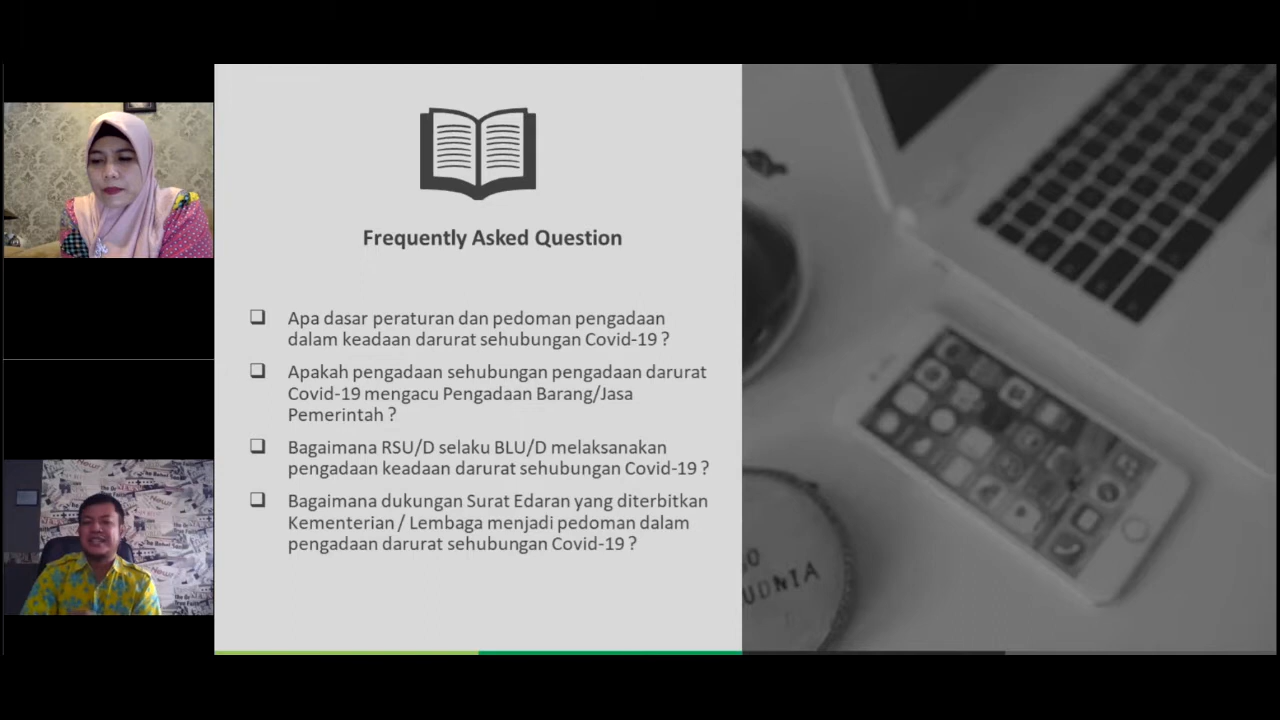 Frequently Asked Question
Apa dasar peraturan dan pedoman pengadaan
dalam keadaan darurat sehubungan Covid-19 ?
Apakah pengadaan sehubungan pengadaan darurat
Covid-19 mengacu Pengadaan Barang/Jasa
Pemerintah ?
Bagaimana RSU/D selaku BLU/D melaksanakan
pengadaan keadaan darurat sehubungan Covid-19 ?
Bagaimana dukungan Surat Edaran yang diterbitkan
Kementerian / Lembaga menjadi pedoman dalam
pengadaan darurat sehubungan Covid-19 ?